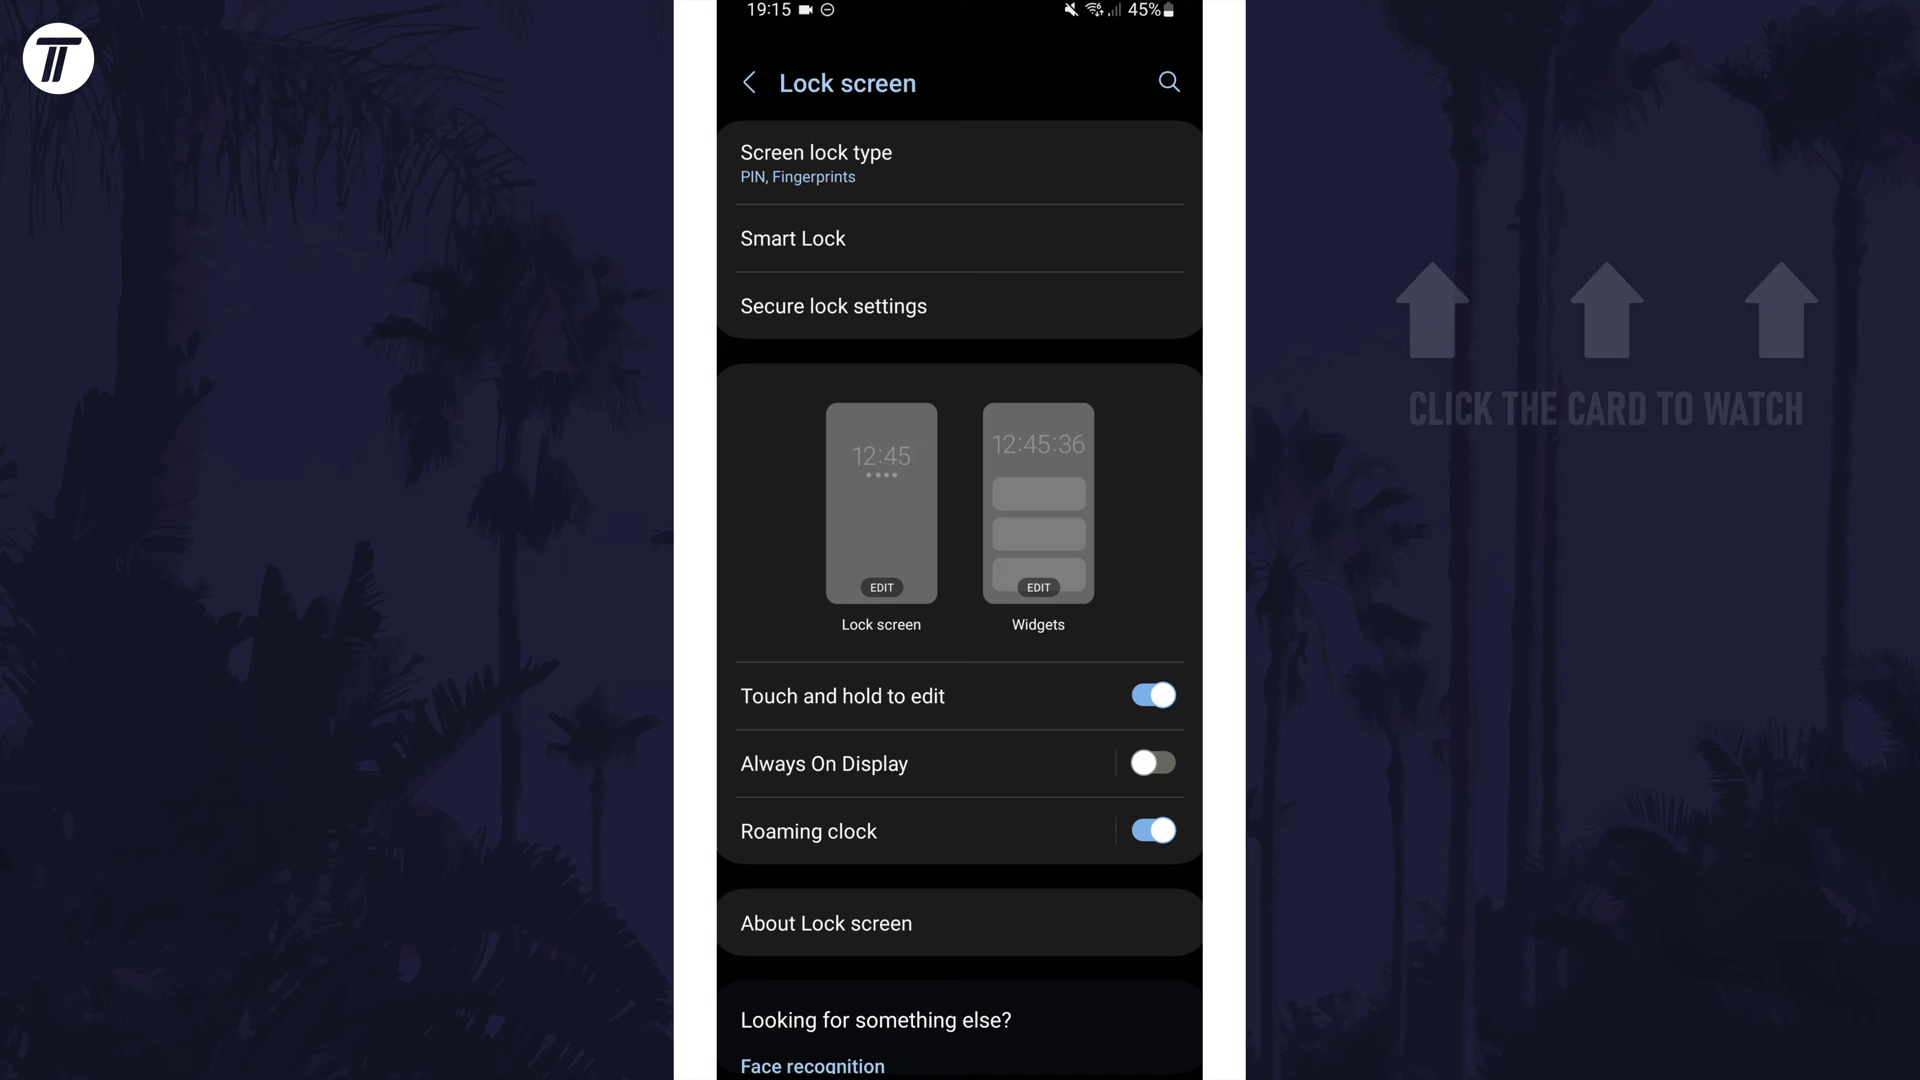 19:15 45%
Lock screen
Screen lock type
PIN, Fingerprints
Smart Lock
Secure lock settings
12:45
12:45:36
EDIT EDIT
Lock screen Widgets
Touch and hold to edit
Always On Display
Roaming clock
About Lock screen
Looking for something else?
Face recognition
CLICK THE CARD TO WATCH